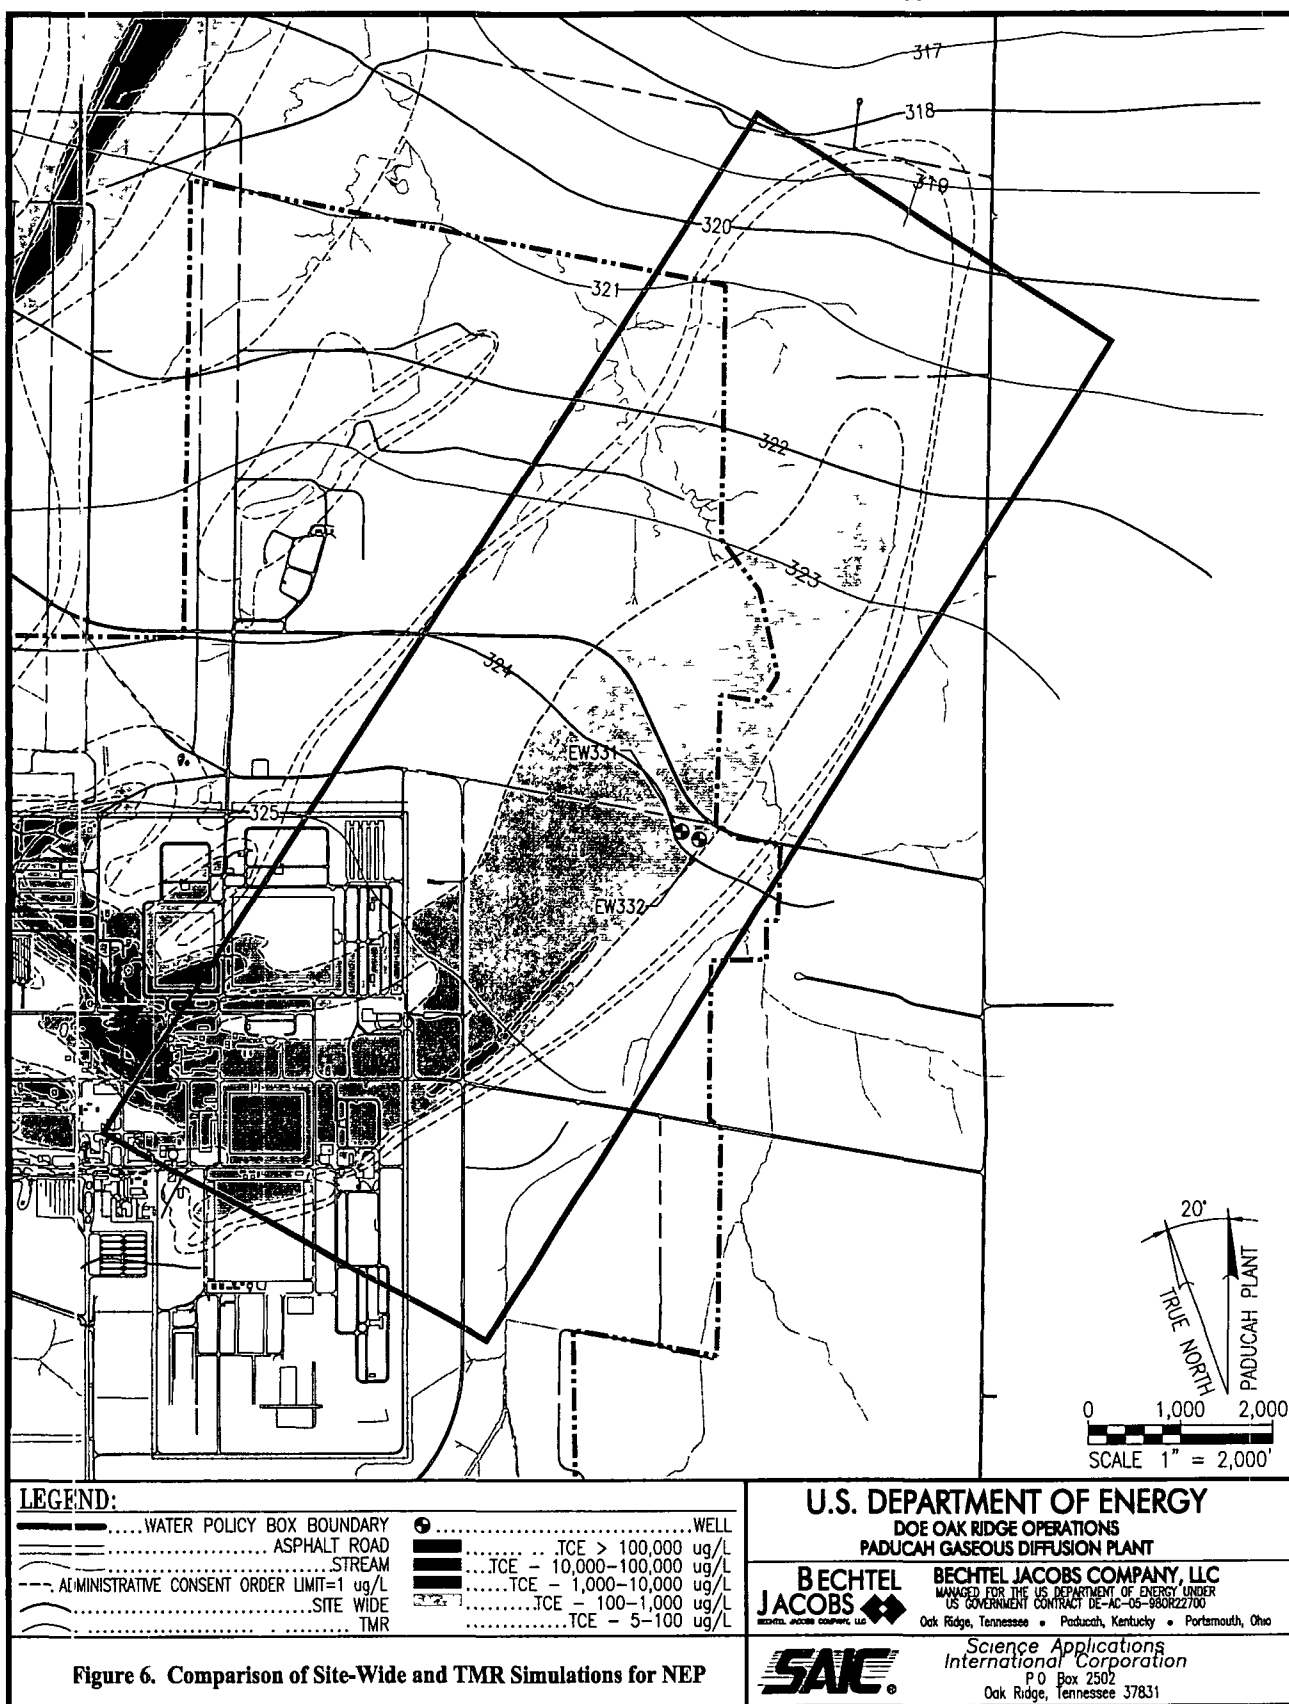 317
318
319
320
321
322
323
324
EW331
325
EW332
20°
TRUE NORTH
PADUCAH PLANT
0 1,000 2,000
SCALE 1" = 2,000'
LEGEND:
WATER POLICY BOX BOUNDARY
ASPHALT ROAD
STREAM
ADMINISTRATIVE CONSENT ORDER LIMIT=1 ug/L
SITE WIDE
TMR
WELL
TCE > 100,000 ug/L
TCE - 10,000-100,000 ug/L
TCE - 1,000-10,000 ug/L
TCE - 100-1,000 ug/L
TCE - 5-100 ug/L
Figure 6. Comparison of Site-Wide and TMR Simulations for NEP
U.S. DEPARTMENT OF ENERGY
DOE OAK RIDGE OPERATIONS
PADUCAH GASEOUS DIFFUSION PLANT
BECHTEL
JACOBS
BECHTEL JACOBS COMPANY, LLC
BECHTEL JACOBS COMPANY, LLC
MANAGED FOR THE US DEPARTMENT OF ENERGY UNDER
US GOVERNMENT CONTRACT DE-AC-05-98OR22700
Oak Ridge, Tennessee • Paducah, Kentucky • Portsmouth, Ohio
SAIC®
Science Applications
International Corporation
P O Box 2502
Oak Ridge, Tennessee 37831